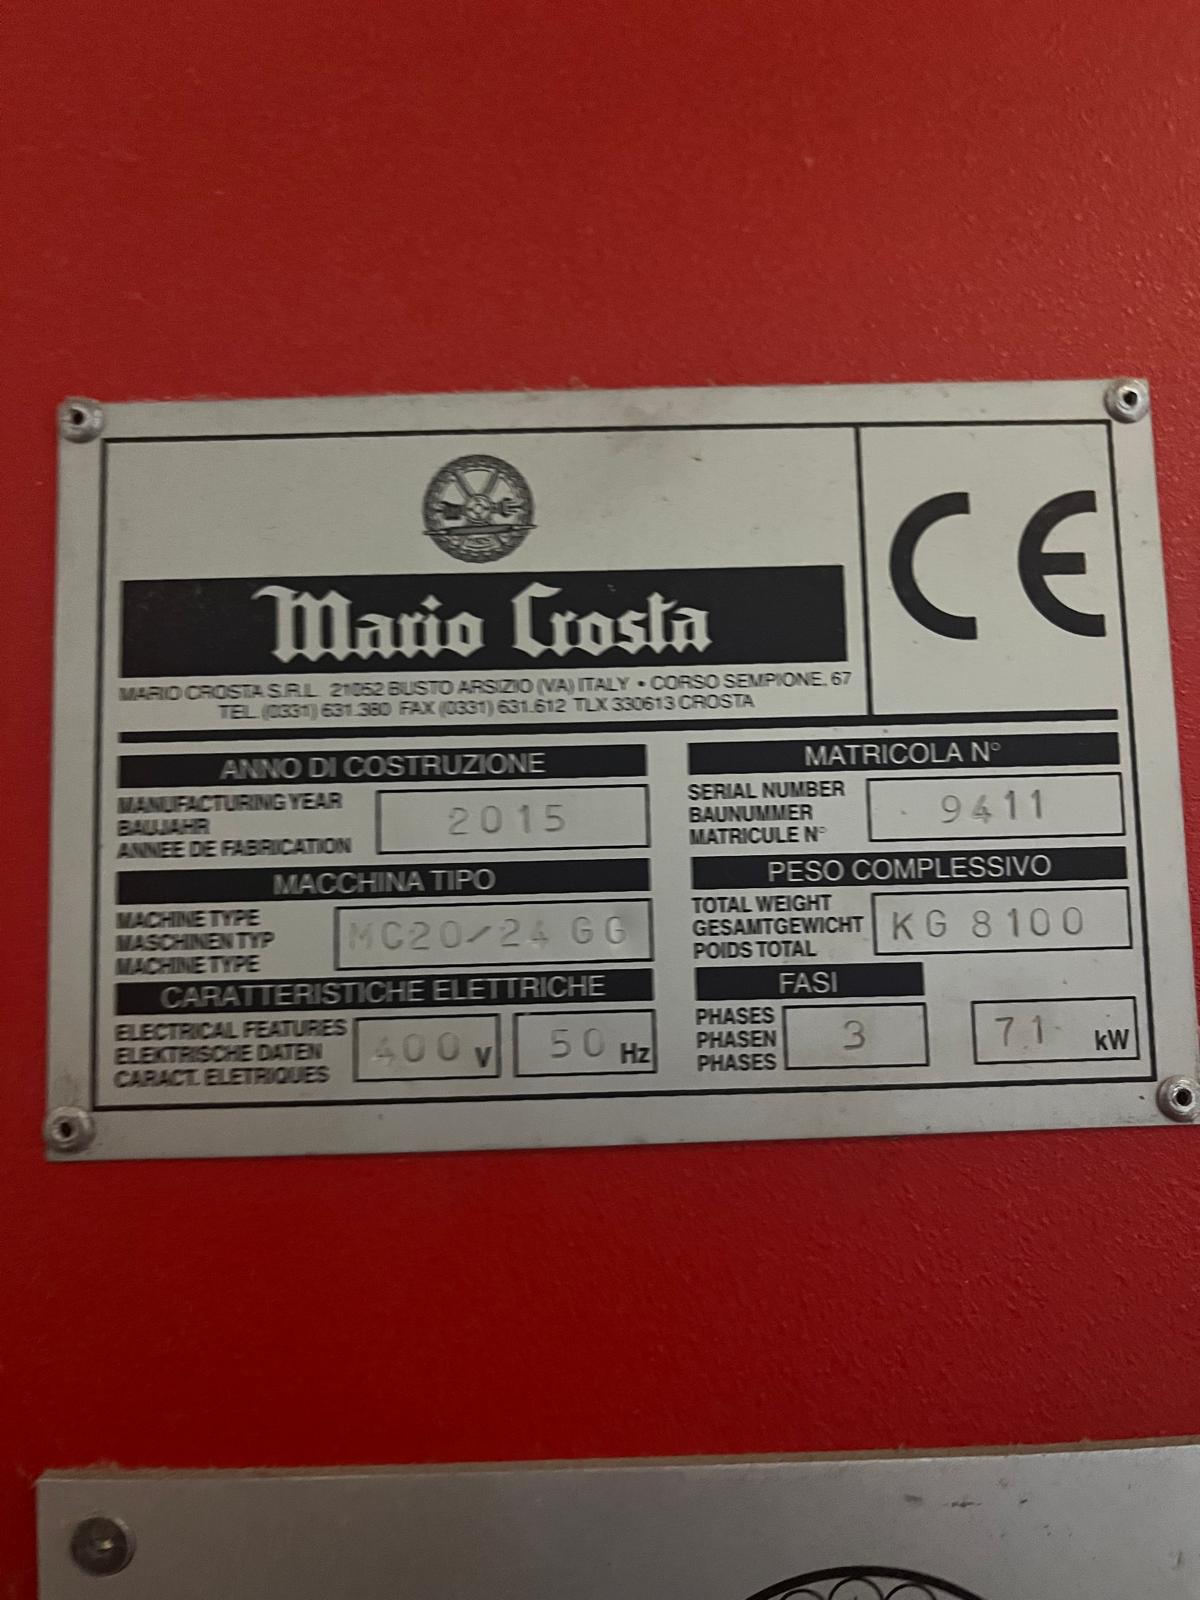 Mario Crosta
CE
MARIO CROSTA S.R.L. 21052 BUSTO ARSIZIO (VA) ITALY • CORSO SEMPIONE, 67
TEL. (0331) 631.380 FAX (0331) 631.612 TLX 330613 CROSTA
ANNO DI COSTRUZIONE
MANUFACTURING YEAR
BAUJAHR
ANNEE DE FABRICATION
2015
MATRICOLA N°
SERIAL NUMBER
BAUNUMMER
MATRICULE N°
9411
MACCHINA TIPO
MACHINE TYPE
MASCHINEN TYP
MACHINE TYPE
MC20/24 GG
PESO COMPLESSIVO
TOTAL WEIGHT
GESAMTGEWICHT
POIDS TOTAL
KG 8100
CARATTERISTICHE ELETTRICHE
ELECTRICAL FEATURES
ELEKTRISCHE DATEN
CARACT. ELETRIQUES
400 V
50 Hz
FASI
PHASES
PHASEN
PHASES
3
71 kW